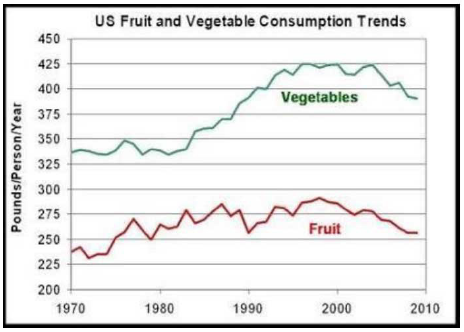 US Fruit and Vegetable Consumption Trends
450
425
400
375
350
325
300
275
250
225
200
Pounds/Person/Year
Vegetables
Fruit
1970 1980 1990 2000 2010